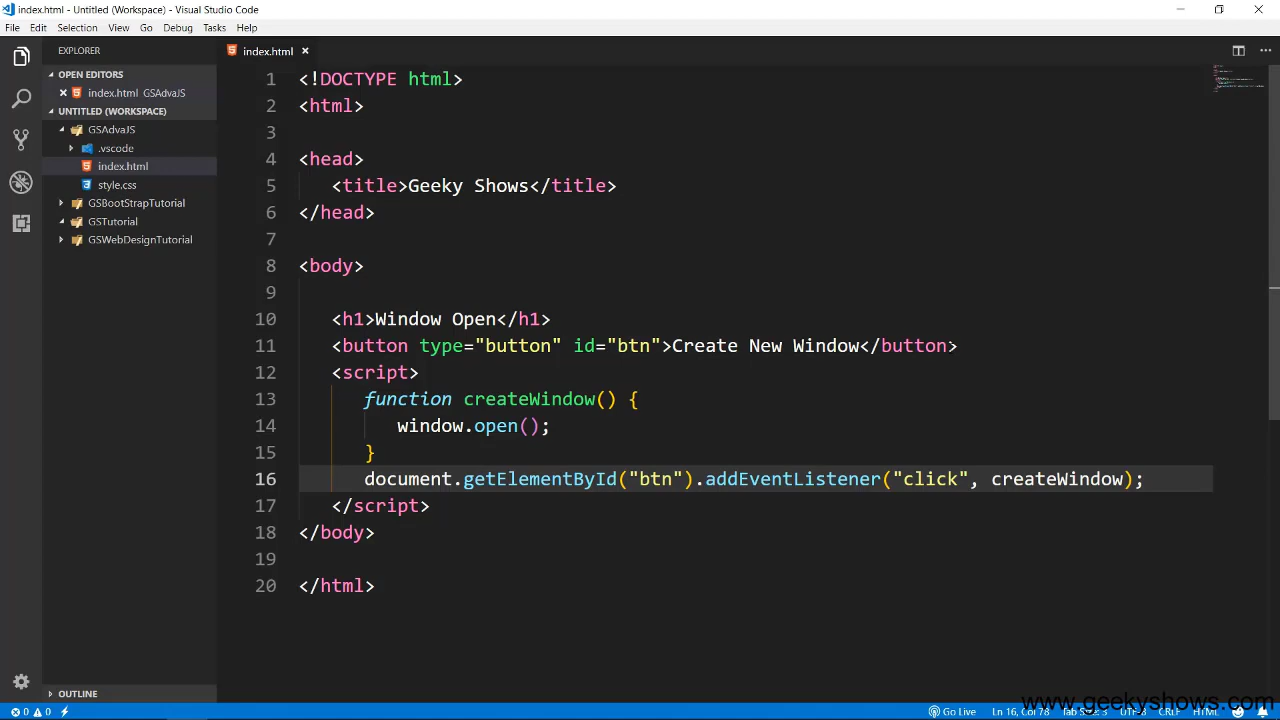 index.html - Untitled (Workspace) - Visual Studio Code
File Edit Selection View Go Debug Tasks Help
EXPLORER
OPEN EDITORS
index.html GSAdvaJS
UNTITLED (WORKSPACE)
GSAdvaJS
.vscode
index.html
style.css
GSBootStrapTutorial
GSTutorial
GSWebDesignTutorial
OUTLINE
index.html
1 <!DOCTYPE html>
2 <html>
3
4 <head>
5 <title>Geeky Shows</title>
6 </head>
7
8 <body>
9
10 <h1>Window Open</h1>
11 <button type="button" id="btn">Create New Window</button>
12 <script>
13 function createWindow() {
14 window.open();
15 }
16 document.getElementById("btn").addEventListener("click", createWindow);
17 </script>
18 </body>
19
20 </html>
0 0 Go Live Ln 16, Col 78 Tab Size: 3 UTF-8 CRLF HTML
www.geekyshows.com